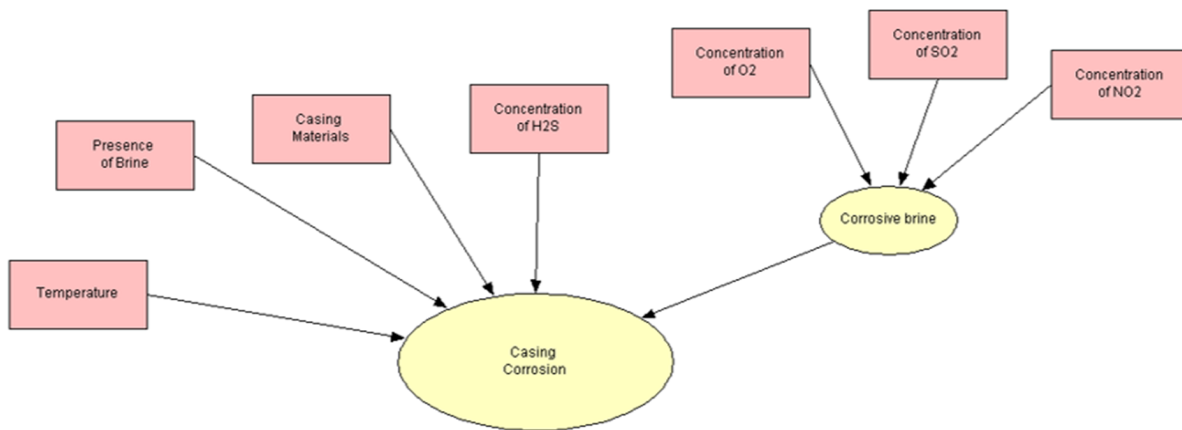 Concentration
of O2
Concentration
of SO2
Concentration
of NO2
Casing
Materials
Concentration
of H2S
Presence
of Brine
Corrosive brine
Temperature
Casing
Corrosion